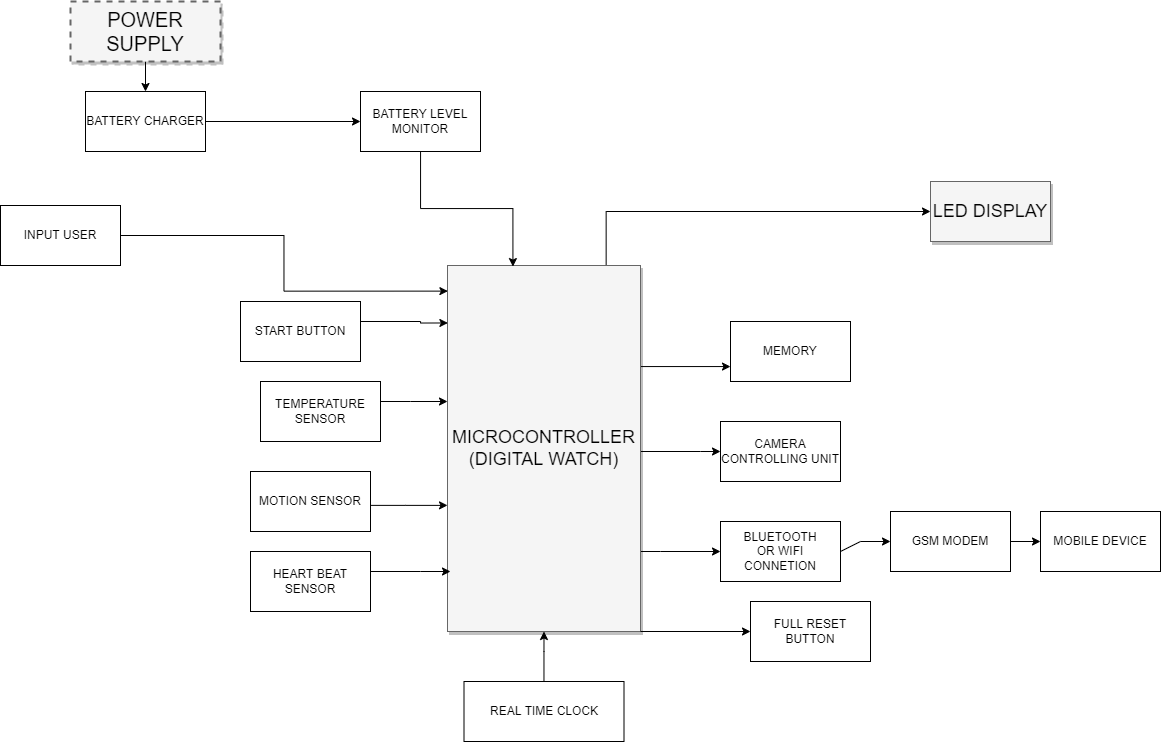 POWER
SUPPLY
BATTERY CHARGER
BATTERY LEVEL
MONITOR
LED DISPLAY
INPUT USER
START BUTTON
TEMPERATURE
SENSOR
MOTION SENSOR
HEART BEAT
SENSOR
MICROCONTROLLER
(DIGITAL WATCH)
MEMORY
CAMERA
CONTROLLING UNIT
BLUETOOTH
OR WIFI
CONNETION
GSM MODEM
MOBILE DEVICE
FULL RESET
BUTTON
REAL TIME CLOCK